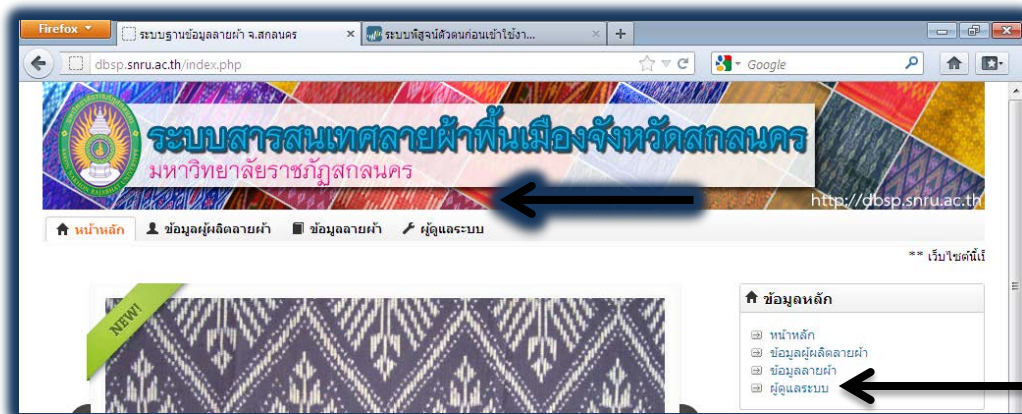 Firefox
ระบบฐานข้อมูลลายผ้า จ.สกลนคร
ระบบพิสูจน์ตัวตนก่อนเข้าใช้งา...
dbsp.snru.ac.th/index.php
Google
ระบบสารสนเทศลายผ้าพื้นเมืองจังหวัดสกลนคร
มหาวิทยาลัยราชภัฏสกลนคร
http://dbsp.snru.ac.th
หน้าหลัก ข้อมูลผู้ผลิตลายผ้า ข้อมูลลายผ้า ผู้ดูแลระบบ
** เว็บไซต์นี้เป็
NEW!
ข้อมูลหลัก
หน้าหลัก
ข้อมูลผู้ผลิตลายผ้า
ข้อมูลลายผ้า
ผู้ดูแลระบบ